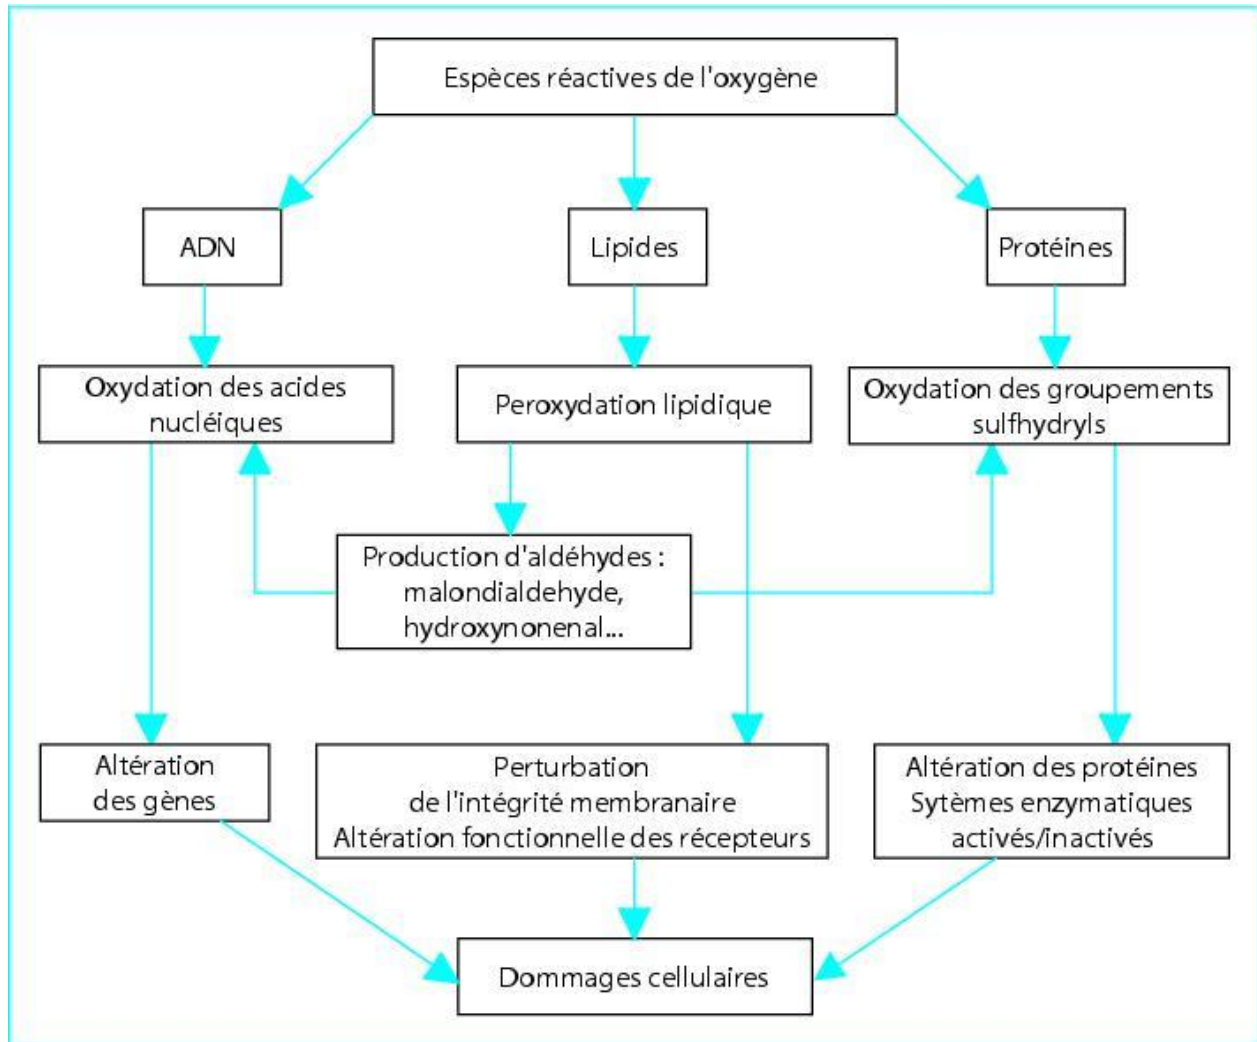 Espèces réactives de l'oxygène
ADN
Lipides
Protéines
Oxydation des acides
nucléiques
Peroxydation lipidique
Oxydation des groupements
sulfhydryls
Production d'aldéhydes :
malondialdehyde,
hydroxynonenal...
Altération
des gènes
Perturbation
de l'intégrité membranaire
Altération fonctionnelle des récepteurs
Altération des protéines
Sytèmes enzymatiques
activés/inactivés
Dommages cellulaires